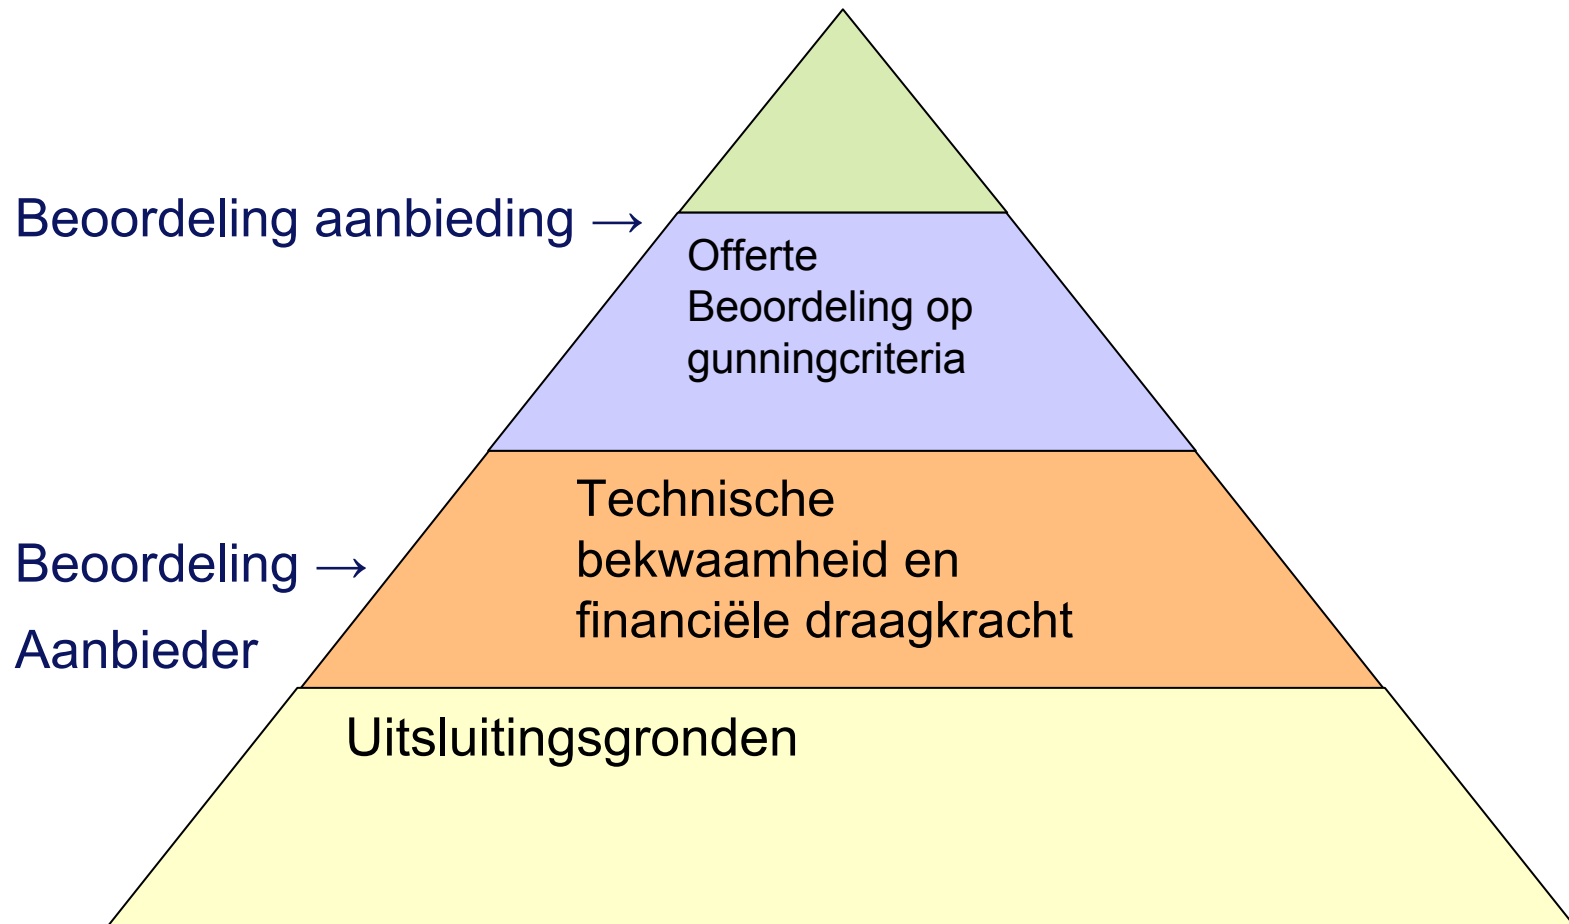 Beoordeling aanbieding →
Offerte
Beoordeling op
gunningcriteria
Technische
bekwaamheid en
financiële draagkracht
Beoordeling →
Aanbieder
Uitsluitingsgronden